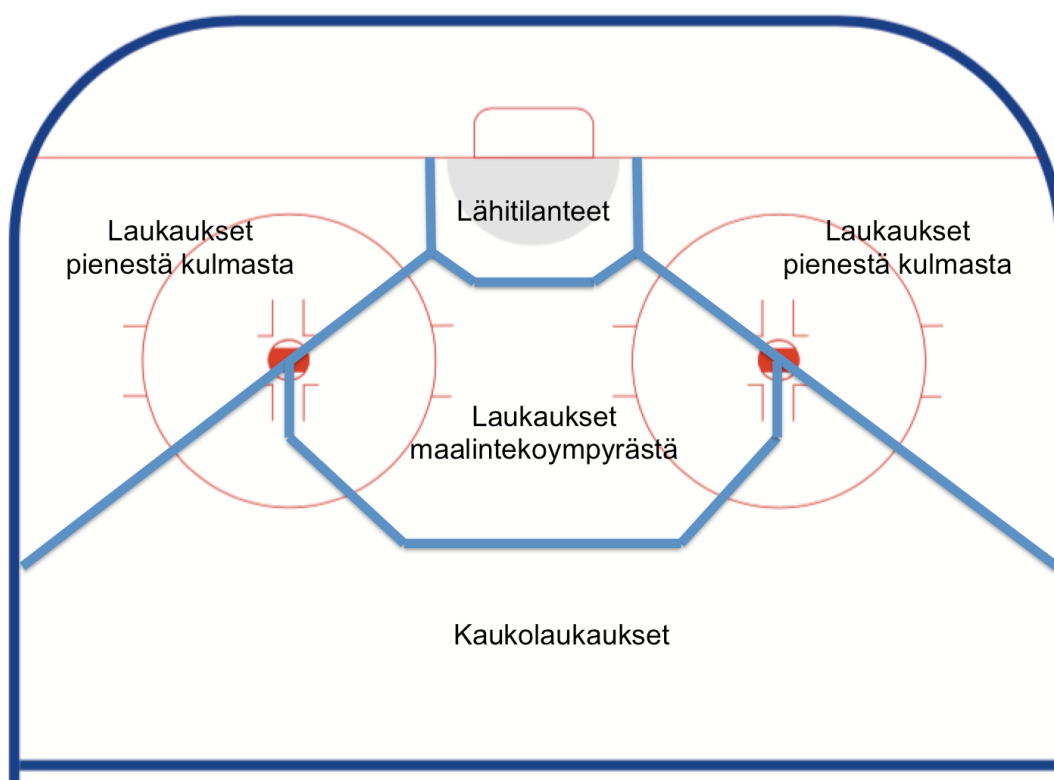 Lähitilanteet
Laukaukset
pienestä kulmasta
Laukaukset
pienestä kulmasta
Laukaukset
maalintekoympyrästä
Kaukolaukaukset